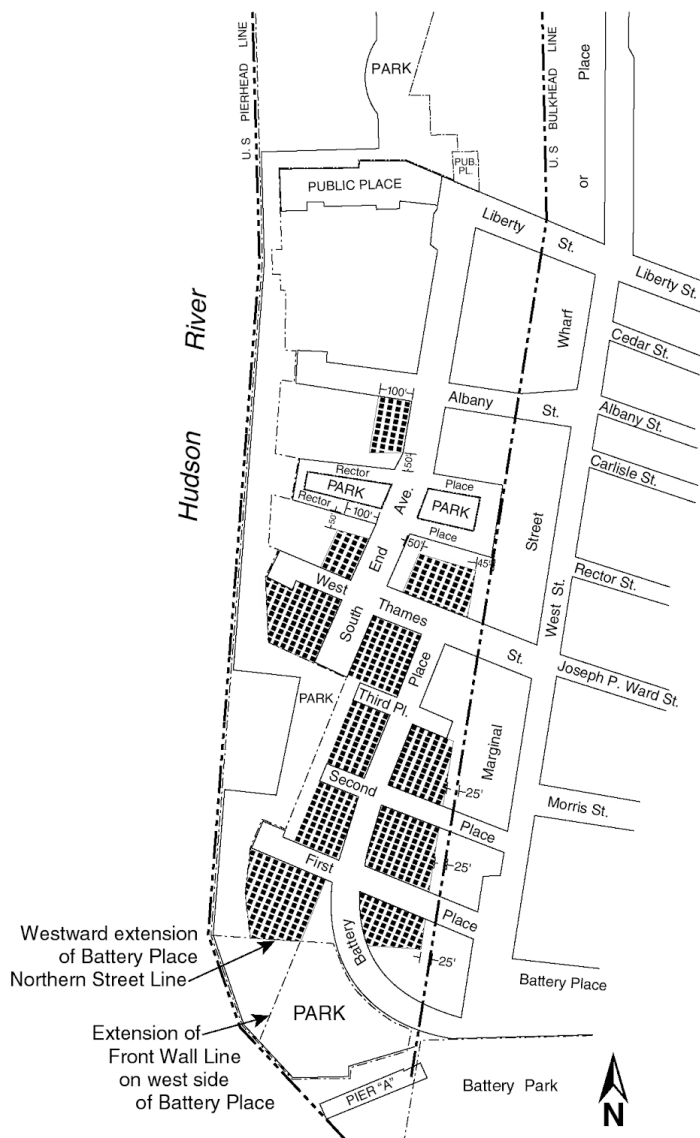 U.S PIERHEAD LINE
U.S BULKHEAD LINE
Place
or
PARK
PUB.
PL.
PUBLIC PLACE
Liberty
St.
Liberty St.
Hudson River
Wharf
Cedar St.
100'
Albany
St.
Albany St.
50'
Carlisle St.
Rector
Place
PARK
PARK
Ave.
Rector
100'
50'
Place
Street
50'
45'
End
Rector St.
West
Thames
St.
West St.
South
Place
Joseph P. Ward St.
PARK
Third Pl.
Marginal
Second
Place
25'
Morris St.
First
Place
25'
Westward extension
of Battery Place
Northern Street Line
Battery
25'
Battery Place
PARK
Extension of
Front Wall Line
on west side
of Battery Place
PIER "A"
Battery Park
N